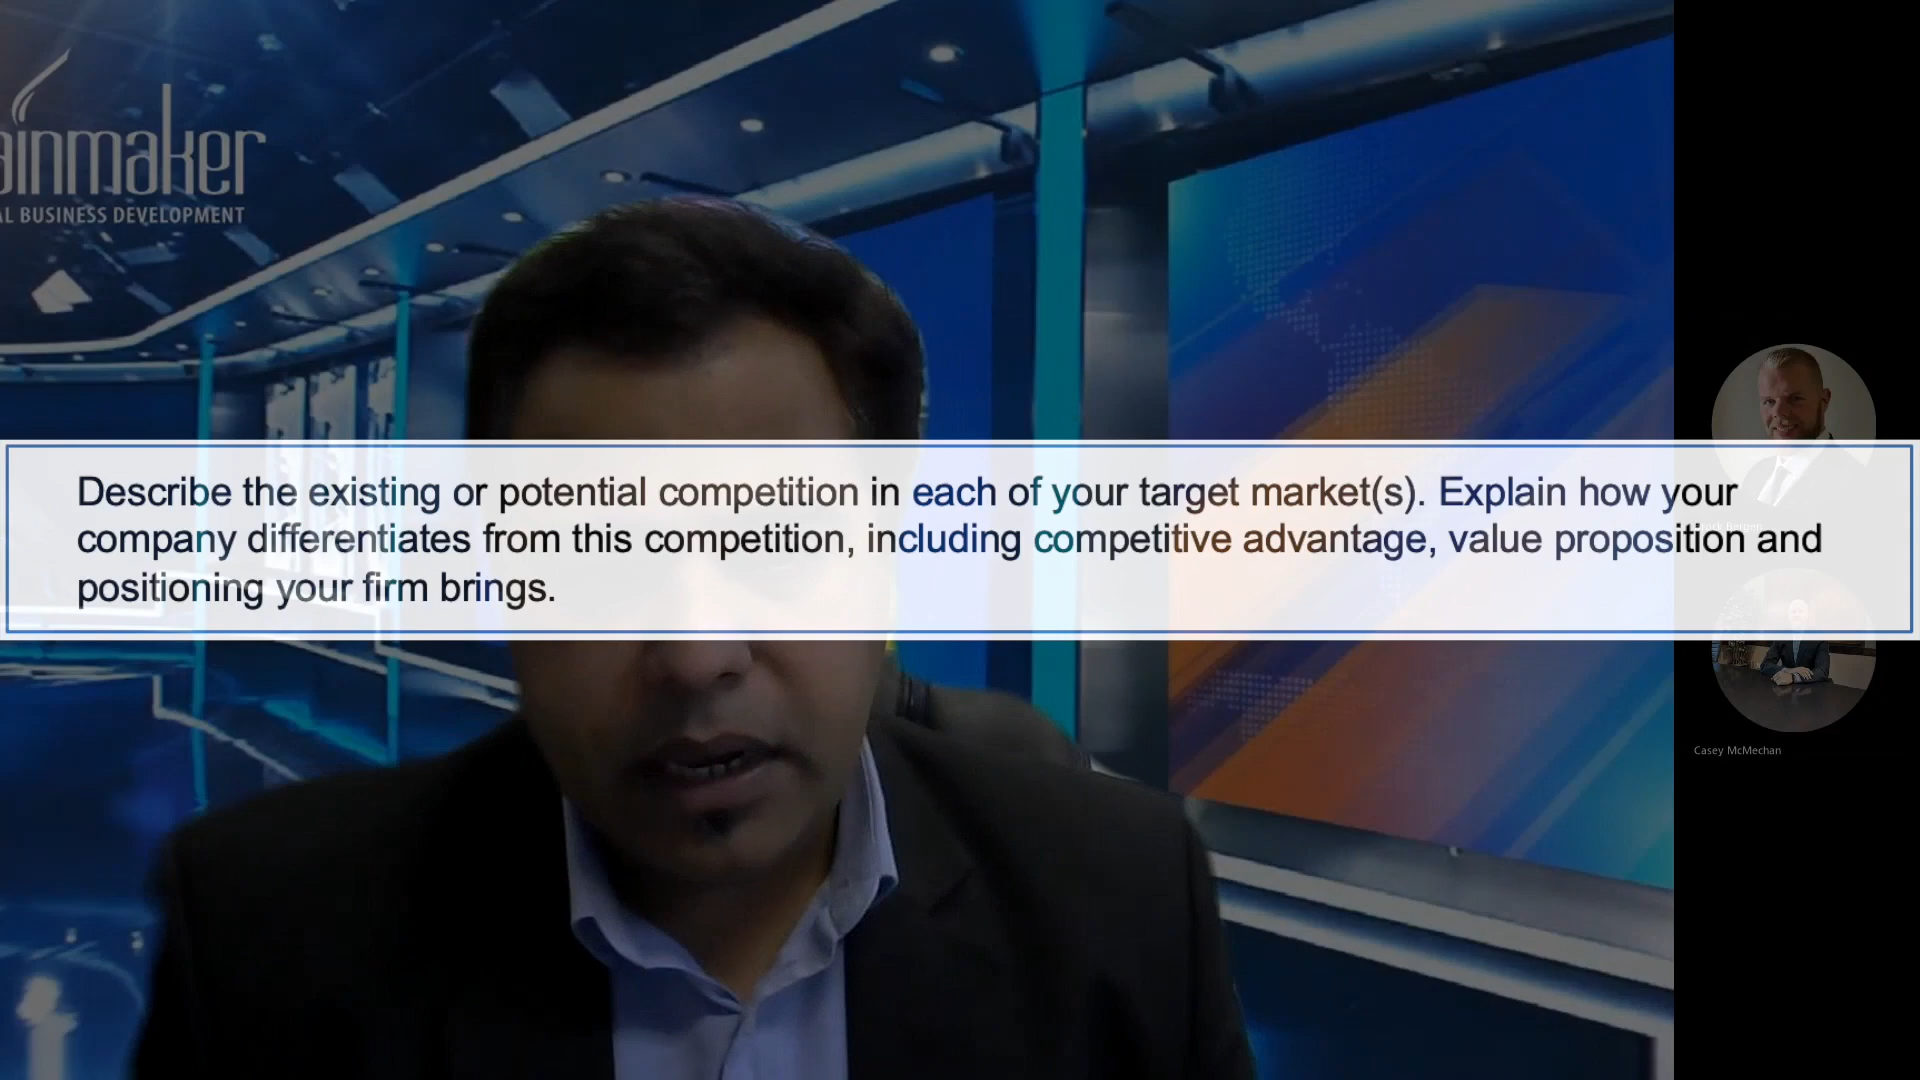 ainmaker
AL BUSINESS DEVELOPMENT
Describe the existing or potential competition in each of your target market(s). Explain how your
company differentiates from this competition, including competitive advantage, value proposition and
positioning your firm brings.
Casey McMechan